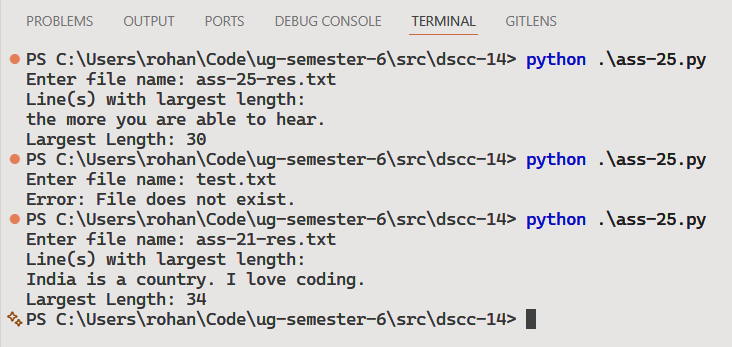 PROBLEMS OUTPUT PORTS DEBUG CONSOLE TERMINAL GITLENS
PS C:\Users\rohan\Code\ug-semester-6\src\dscc-14> python .\ass-25.py
Enter file name: ass-25-res.txt
Line(s) with largest length:
the more you are able to hear.
Largest Length: 30
PS C:\Users\rohan\Code\ug-semester-6\src\dscc-14> python .\ass-25.py
Enter file name: test.txt
Error: File does not exist.
PS C:\Users\rohan\Code\ug-semester-6\src\dscc-14> python .\ass-25.py
Enter file name: ass-21-res.txt
Line(s) with largest length:
India is a country. I love coding.
Largest Length: 34
PS C:\Users\rohan\Code\ug-semester-6\src\dscc-14>